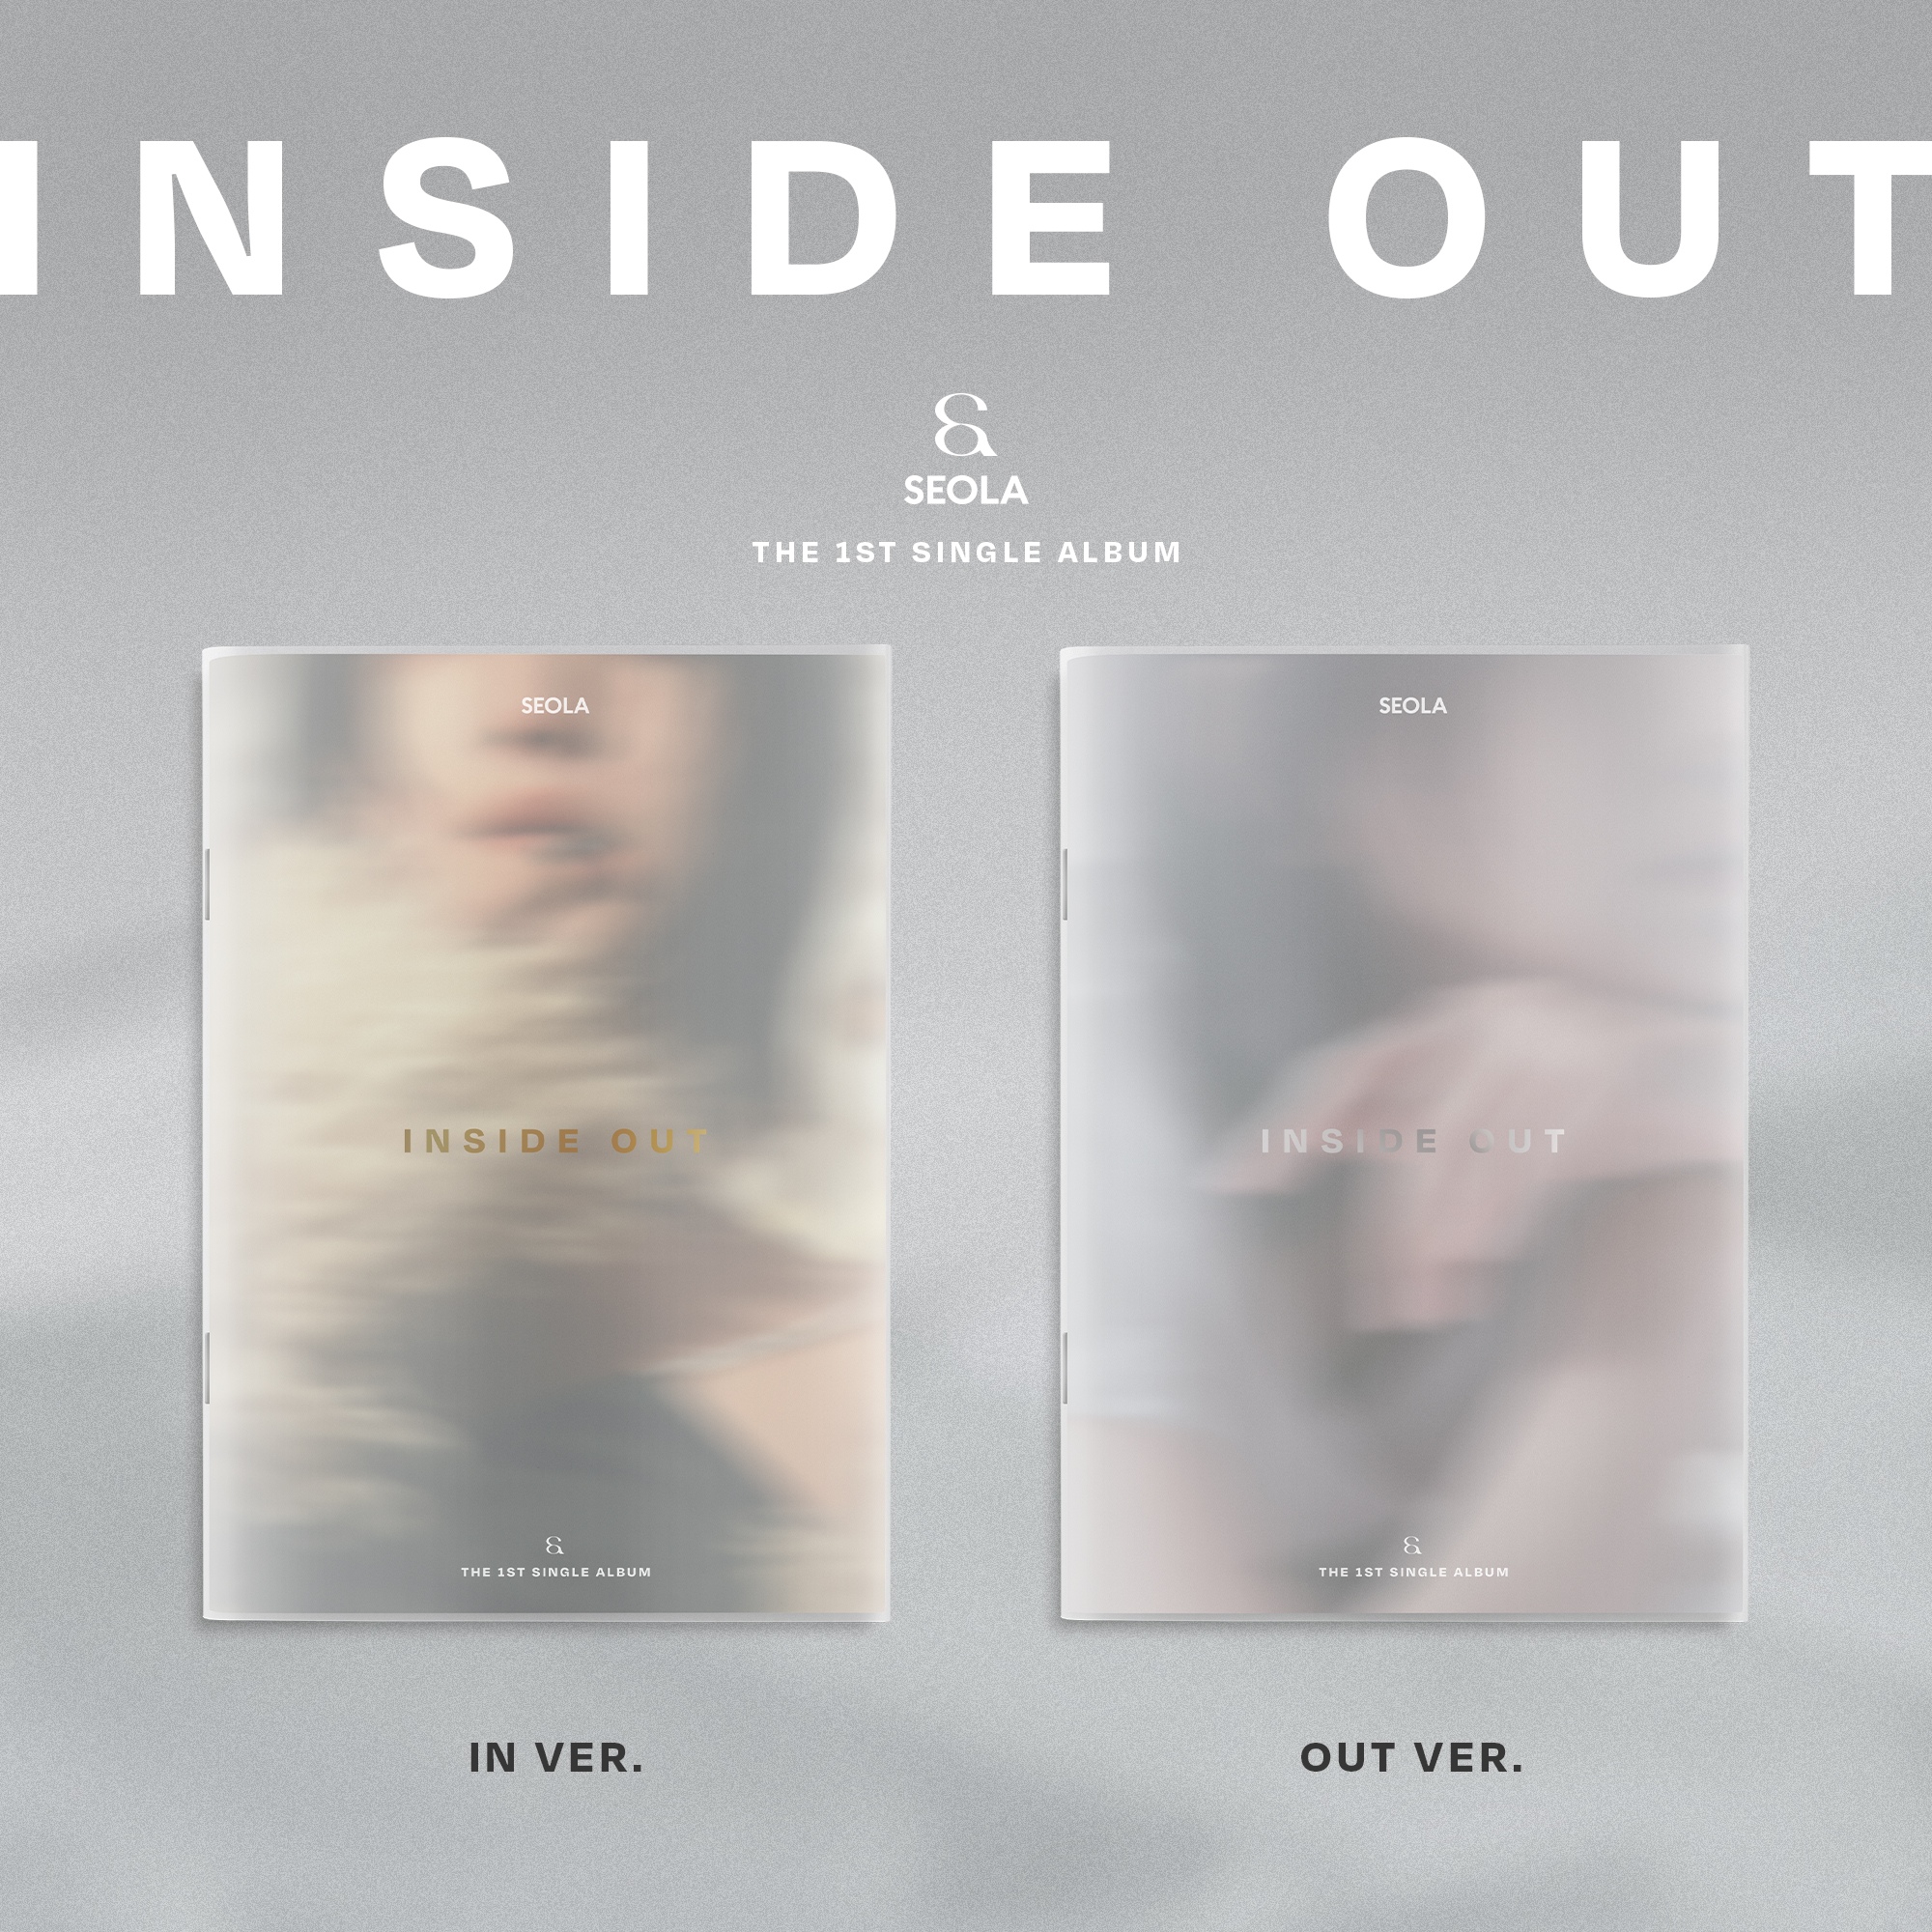 INSIDE OUT
&
SEOLA
THE 1ST SINGLE ALBUM
SEOLA
INSIDE OUT
&
THE 1ST SINGLE ALBUM
SEOLA
INSIDE OUT
&
THE 1ST SINGLE ALBUM
IN VER.
OUT VER.